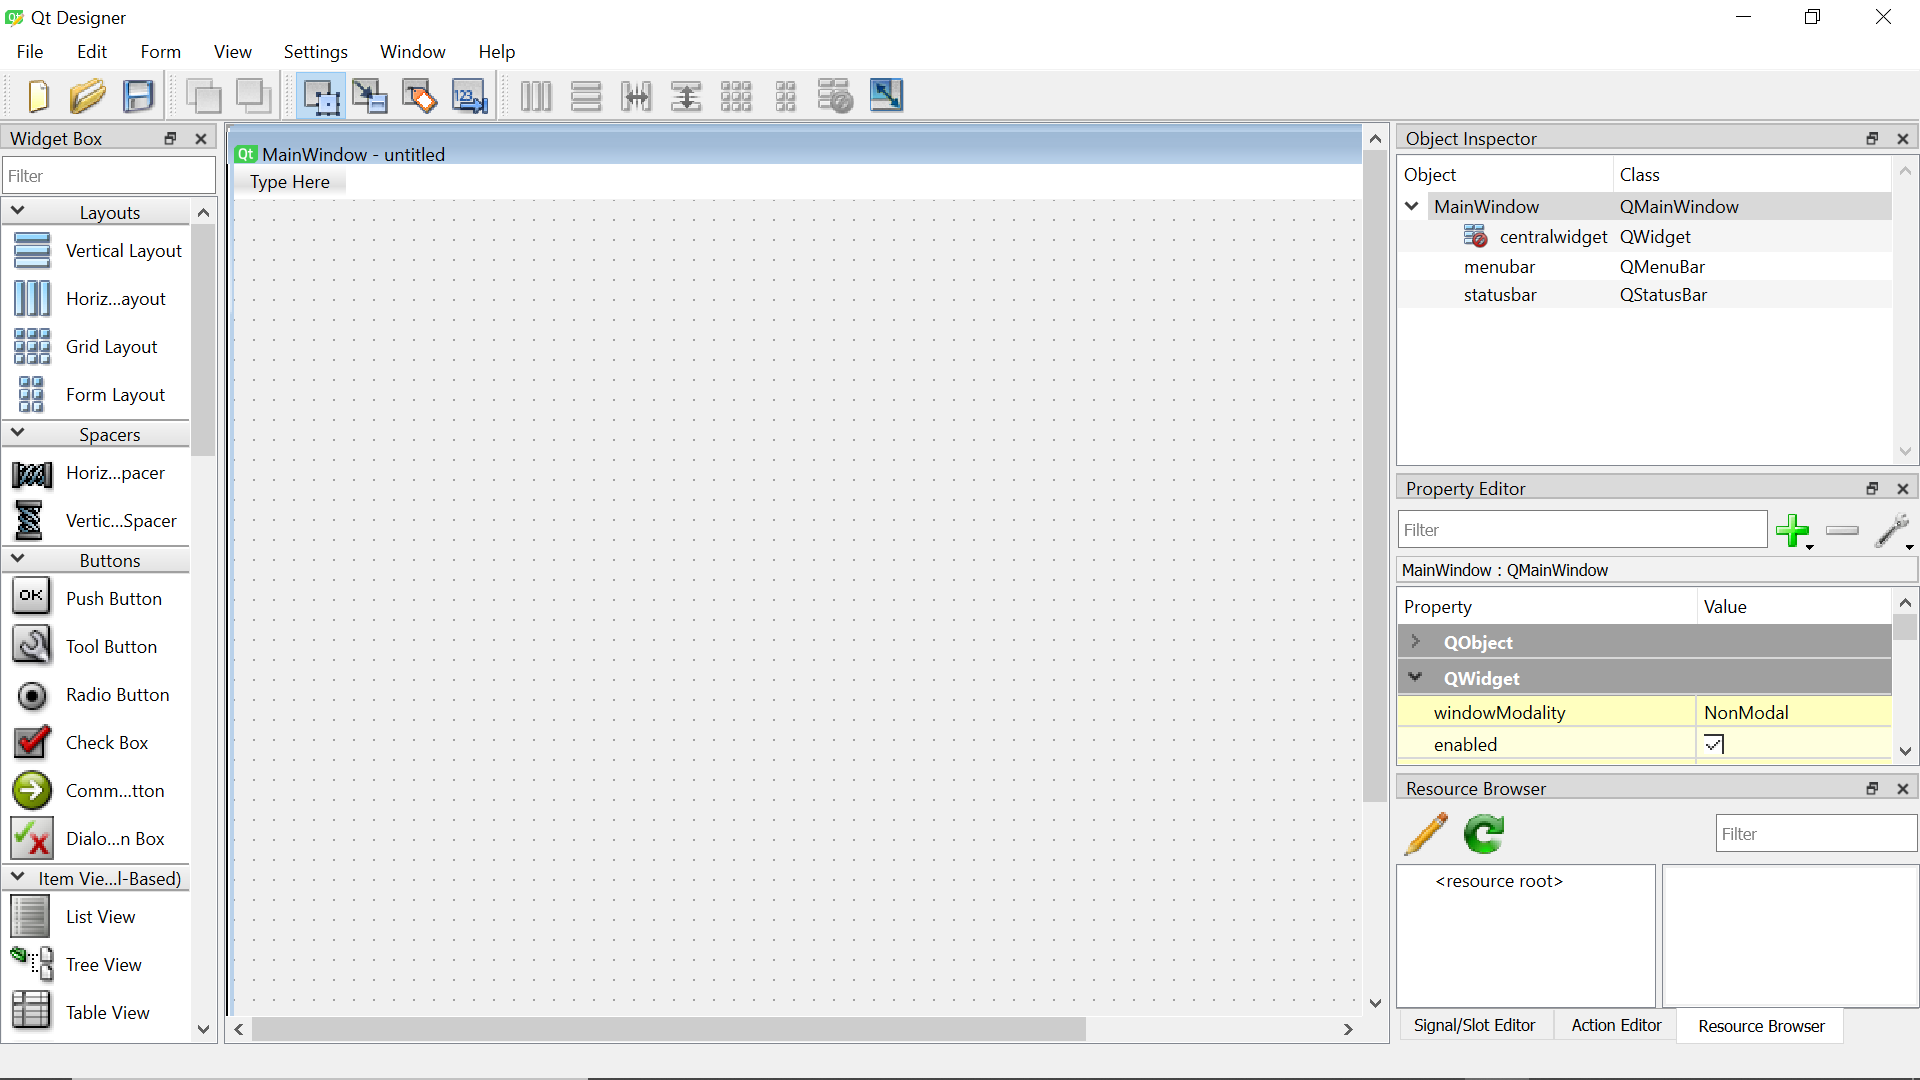 Qt Designer
File Edit Form View Settings Window Help
Widget Box
Filter
Layouts
Vertical Layout
Horiz...ayout
Grid Layout
Form Layout
Spacers
Horiz...pacer
Vertic...Spacer
Buttons
OK
Push Button
Tool Button
Radio Button
Check Box
Comm...tton
Dialo...n Box
Item Vie...l-Based)
List View
Tree View
Table View
Qt MainWindow - untitled
Type Here
Object Inspector
Object Class
MainWindow QMainWindow
centralwidget QWidget
menubar QMenuBar
statusbar QStatusBar
Property Editor
Filter
MainWindow : QMainWindow
Property Value
QObject
QWidget
windowModality NonModal
enabled
Resource Browser
Filter
<resource root>
Signal/Slot Editor Action Editor Resource Browser